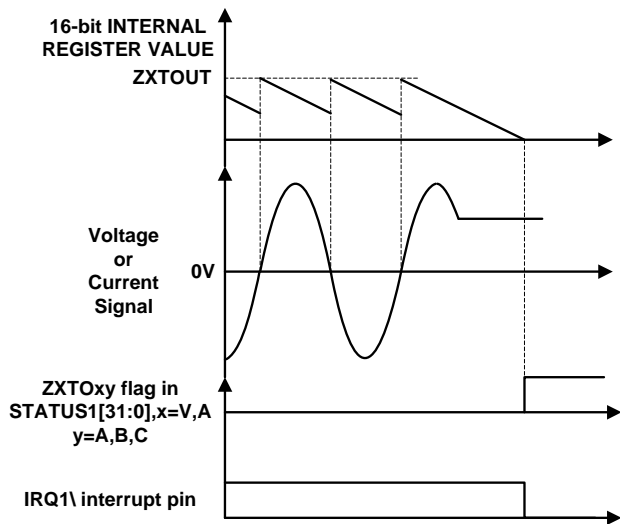 16-bit INTERNAL
REGISTER VALUE
ZXTOUT
Voltage
or
Current
Signal
0V
ZXTOxy flag in
STATUS1[31:0],x=V,A
y=A,B,C
IRQ1\ interrupt pin